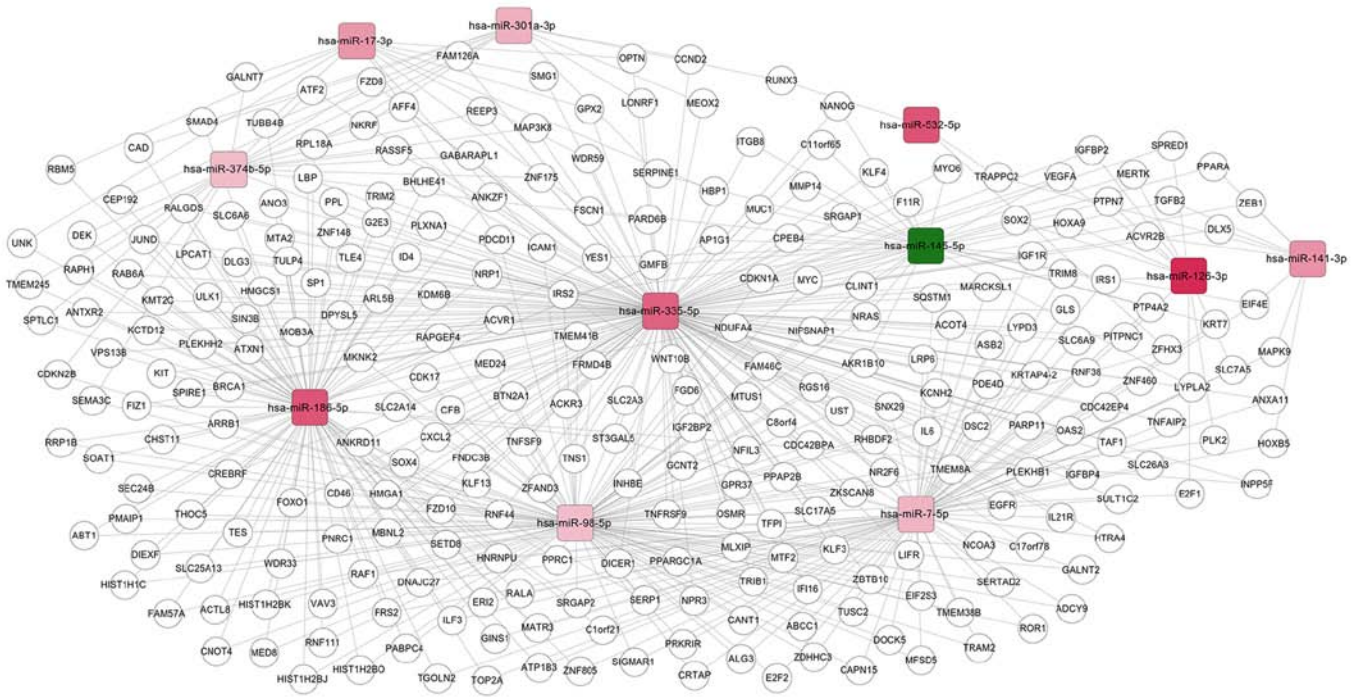 hsa-miR-301a-3p
hsa-miR-17-3p
FAM126A
OPTN
CCND2
GALNT7
FZD6
SMG1
RUNX3
ATF2
AFF4
REEP3
GPX2
LONRF1
MEOX2
NANOG
SMAD4
TUBB4B
NKRF
MAP3K8
hsa-miR-532-5p
CAD
RPL18A
RASSF5
GABARAPL1
WDR59
ITGB8
C11orf65
IGFBP2
SPRED1
RBM5
hsa-miR-374b-5p
LBP
BHLHE41
ZNF175
SERPINE1
KLF4
MYO6
TRAPPC2
VEGFA
MERTK
PPARA
CEP192
RALGDS
SLC6A6
ANO3
PPL
TRIM2
ANKZF1
FSCN1
HBP1
MMP14
F11R
PTPN7
TGFB2
ZEB1
UNK
DEK
JUND
MTA2
ZNF148
G2E3
PLXNA1
PDCD11
ICAM1
PARD6B
MUC1
SRGAP1
SOX2
HOXA9
DLX5
LPCAT1
DLG3
TULP4
TLE4
ID4
YES1
AP1G1
CPEB4
hsa-miR-145-5p
ACVR2B
TMEM245
RAPH1
RAB6A
SP1
NRP1
GMFB
CDKN1A
MYC
CLINT1
IGF1R
TRIM8
IRS1
hsa-miR-126-3p
hsa-miR-141-3p
SPTLC1
ANTXR2
KMT2C
ULK1
HMGCS1
ARL5B
KDM6B
IRS2
SQSTM1
MARCKSL1
PTP4A2
EIF4E
KCTD12
SIN3B
DPYSL5
ACVR1
hsa-miR-335-5p
NRAS
GLS
VPS13B
PLEKHH2
MOB3A
RAPGEF4
TMEM41B
NDUFA4
NIPSNAP1
ACOT4
LYPD3
PITPNC1
KRT7
CDKN2B
KIT
ATXN1
MKNK2
MED24
FRMD4B
WNT10B
FAM46C
AKR1B10
LRP6
ASB2
SLC6A9
ZFHX3
MAPK9
SEMA3C
FIZ1
SPIRE1
BRCA1
CDK17
BTN2A1
FGD6
RGS16
KCNH2
PDE4D
KRTAP4-2
RNF38
ZNF460
LYPLA2
SLC7A5
hsa-miR-186-5p
SLC2A14
CFB
ACKR3
SLC2A3
MTUS1
UST
SNX29
CDC42EP4
ANXA11
RRP1B
CHST11
ARRB1
CXCL2
TNFSF9
ST3GAL5
IGF2BP2
C8orf4
IL6
DSC2
PARP11
OAS2
TNFAIP2
SOAT1
ANKRD11
FNDC3B
TNS1
NFIL3
CDC42BPA
RHBDF2
TAF1
PLK2
HOXB5
SEC24B
CREBRF
SOX4
KLF13
GCNT2
NR2F6
TMEM8A
PLEKHB1
SLC26A3
PMAIP1
FOXO1
CD46
HMGA1
ZFAND3
INHBE
GPR37
PPAP2B
ZKSCAN8
IGFBP4
SULT1C2
E2F1
INPP5F
ABT1
THOC5
TES
MBNL2
FZD10
RNF44
hsa-miR-98-5p
TNFRSF9
OSMR
TFPI
SLC17A5
hsa-miR-7-5p
EGFR
IL21R
HTRA4
DIEXF
PNRC1
SETD8
HNRNPU
PPRC1
DICER1
PPARGC1A
MLXIP
MTF2
KLF3
LIFR
NCOA3
C17orf78
GALNT2
HIST1H1C
SLC25A13
WDR33
RAF1
DNAJC27
RALA
TRIB1
IFI16
ZBTB10
EIF2S3
SERTAD2
FAM57A
ACTL8
HIST1H2BK
VAV3
FRS2
ERI2
SRGAP2
SERP1
NPR3
TUSC2
TMEM38B
ADCY9
CNOT4
MED8
RNF111
PABPC4
ILF3
GINS1
MATR3
C1orf21
PRKRIR
CANT1
ABCC1
DOCK5
TRAM2
ROR1
HIST1H2BJ
HIST1H2BO
TGOLN2
TOP2A
ATP1B3
ZNF805
SIGMAR1
CRTAP
ALG3
E2F2
ZDHHC3
CAPN15
MFSD5